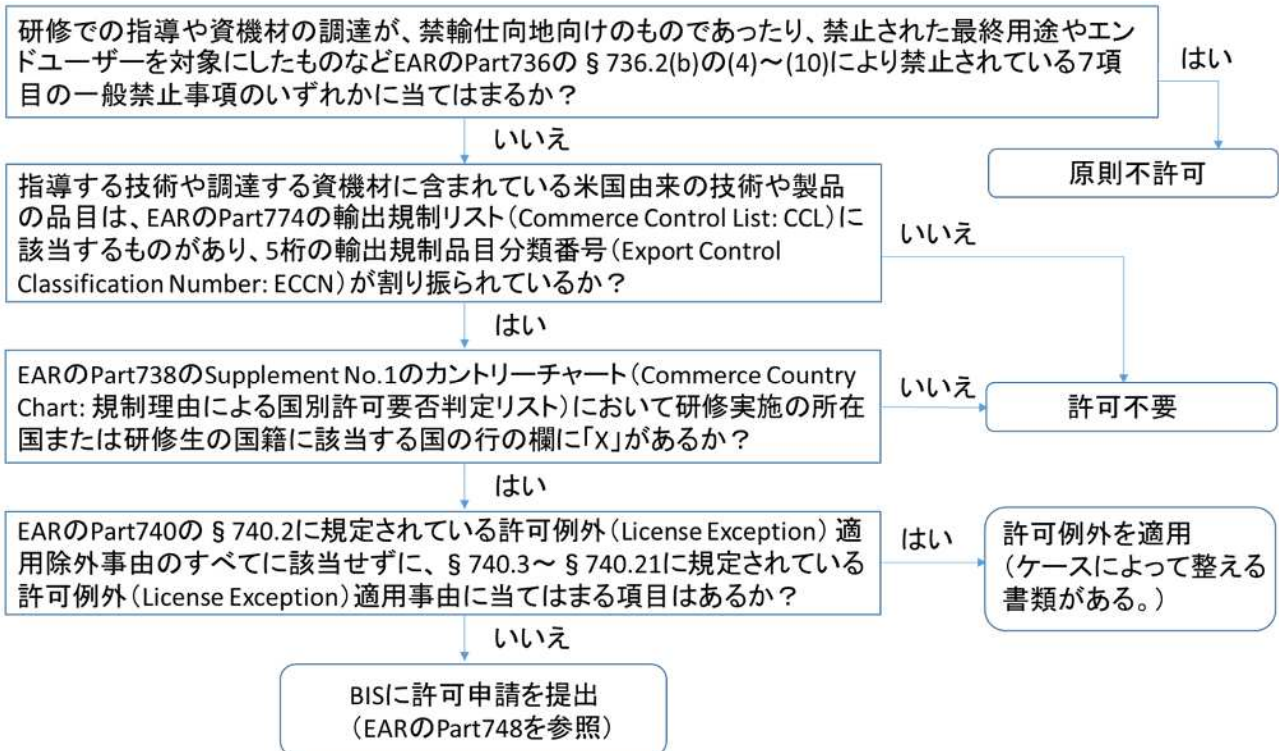 研修での指導や資機材の調達が、禁輸仕向地向けのものであったり、禁止された最終用途やエン
ドユーザーを対象にしたものなどEARのPart736の§736.2(b)の(4)~(10)により禁止されている7項
目の一般禁止事項のいずれかに当てはまるか?
はい
いいえ
原則不許可
指導する技術や調達する資機材に含まれている米国由来の技術や製品
の品目は、EARのPart774の輸出規制リスト(Commerce Control List: CCL)に
該当するものがあり、5桁の輸出規制品目分類番号(Export Control
Classification Number: ECCN)が割り振られているか?
いいえ
はい
EARのPart738のSupplement No.1のカントリーチャート(Commerce Country
Chart: 規制理由による国別許可要否判定リスト)において研修実施の所在
国または研修生の国籍に該当する国の行の欄に「X」があるか?
いいえ
許可不要
はい
EARのPart740の§740.2に規定されている許可例外(License Exception) 適
用除外事由のすべてに該当せずに、§740.3~§740.21に規定されている
許可例外(License Exception)適用事由に当てはまる項目はあるか?
はい
許可例外を適用
(ケースによって整える
書類がある。)
いいえ
BISに許可申請を提出
(EARのPart748を参照)